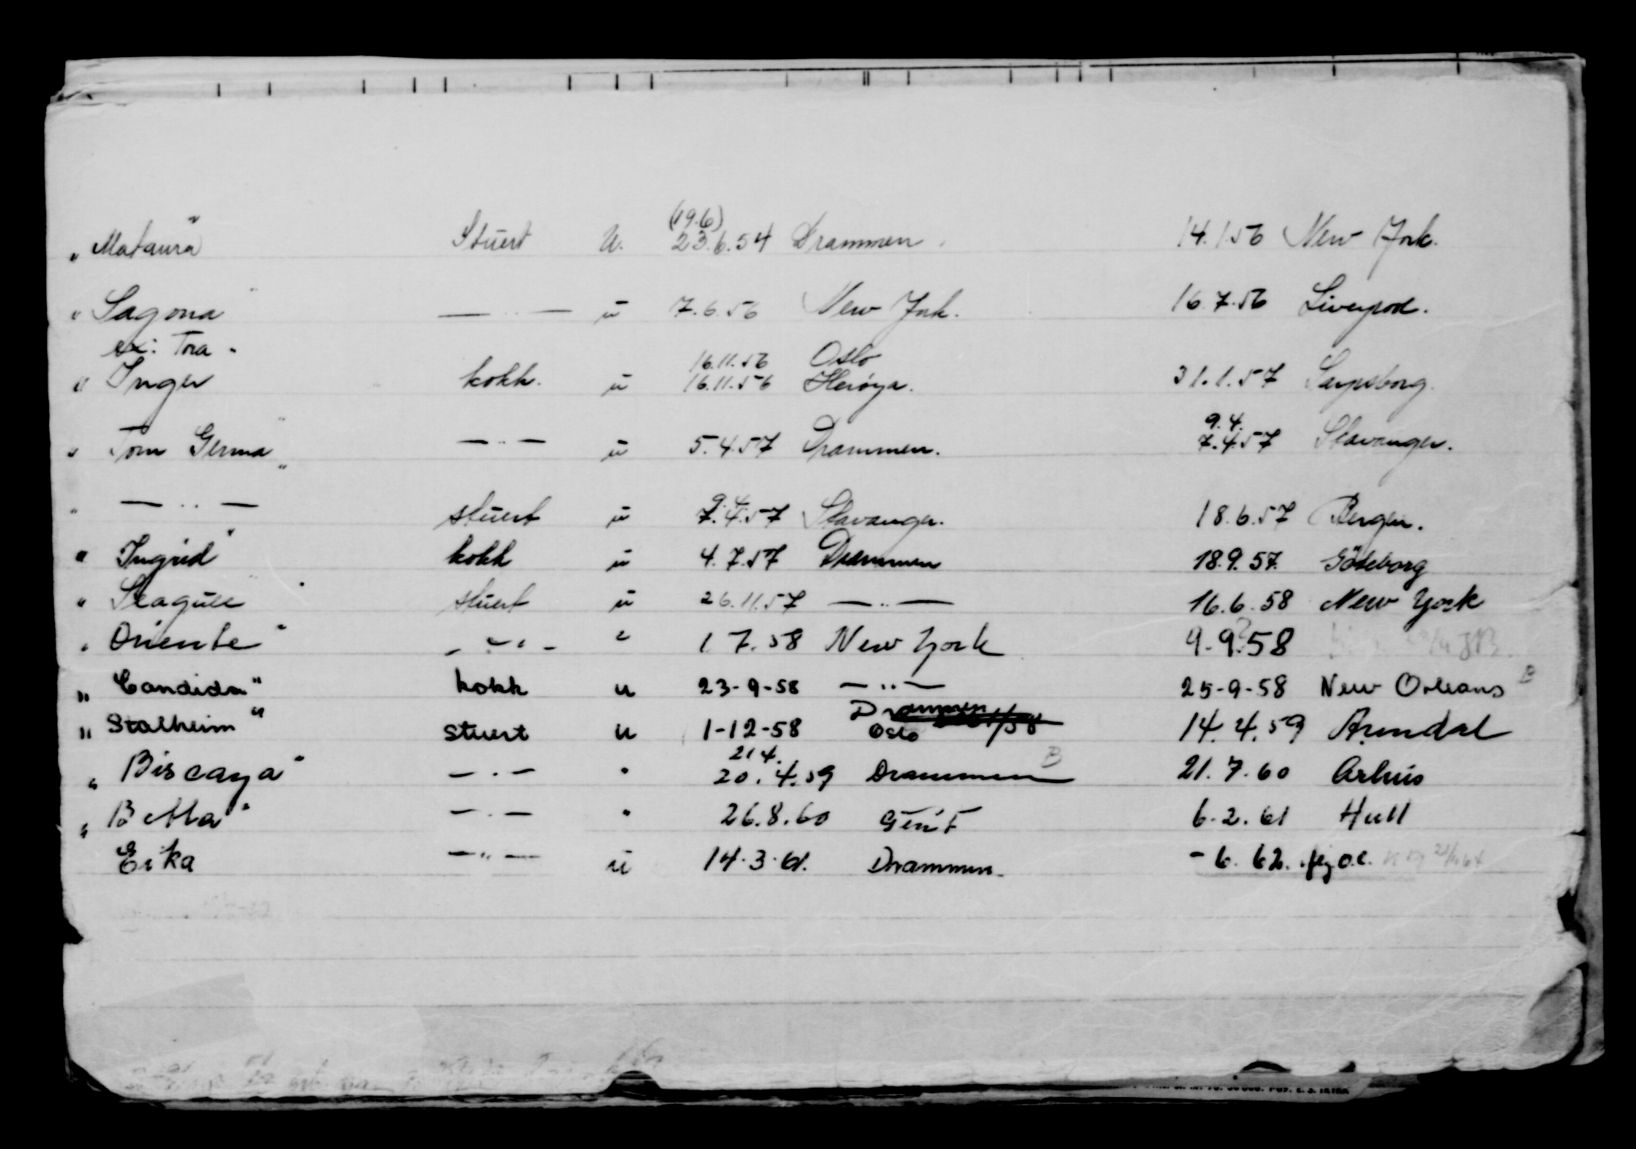 (19.6)
„ Mataura " Stuert u. 23.6.54 Drammen. 14.1.56 New York.
" Sagona " — " — u 7.6.56 New York. 16.7.56 Liverpool.
ex: Tora - 16.11.56 Oslo
" Inger kokk. u 16.11.56 Herøya. 31.1.57 Sarpsborg.
9.4.
" Tom Germa " — " — u 5.4.57 Drammen. 7.4.57 Stavanger.
9.4.
" — " — stuert u 7.4.57 Stavanger. 18.6.57 Bergen.
" Ingrid " kokk u 4.7.57 Drammen 18.9.57. Göteborg
" Seagull " stuert u 26.11.57 — " — 16.6.58 New York
" Oriente " — " — " 1.7.58 New York 9-9?58
„ Candida " kokk u 23-9-58 — " — 25-9-58 New Orleans B
Drammen
„ Stalheim " stuert u 1-12-58 Oslo 14.4.59 Arendal
21.4.
„ Biscaya " — " — " 20.4.59 Drammen B 21.7.60 Århus
„ Betta " — " — " 26.8.60 Genf 6.2.61 Hull
Erka — " — u 14.3.61. Drammen. -6.62.